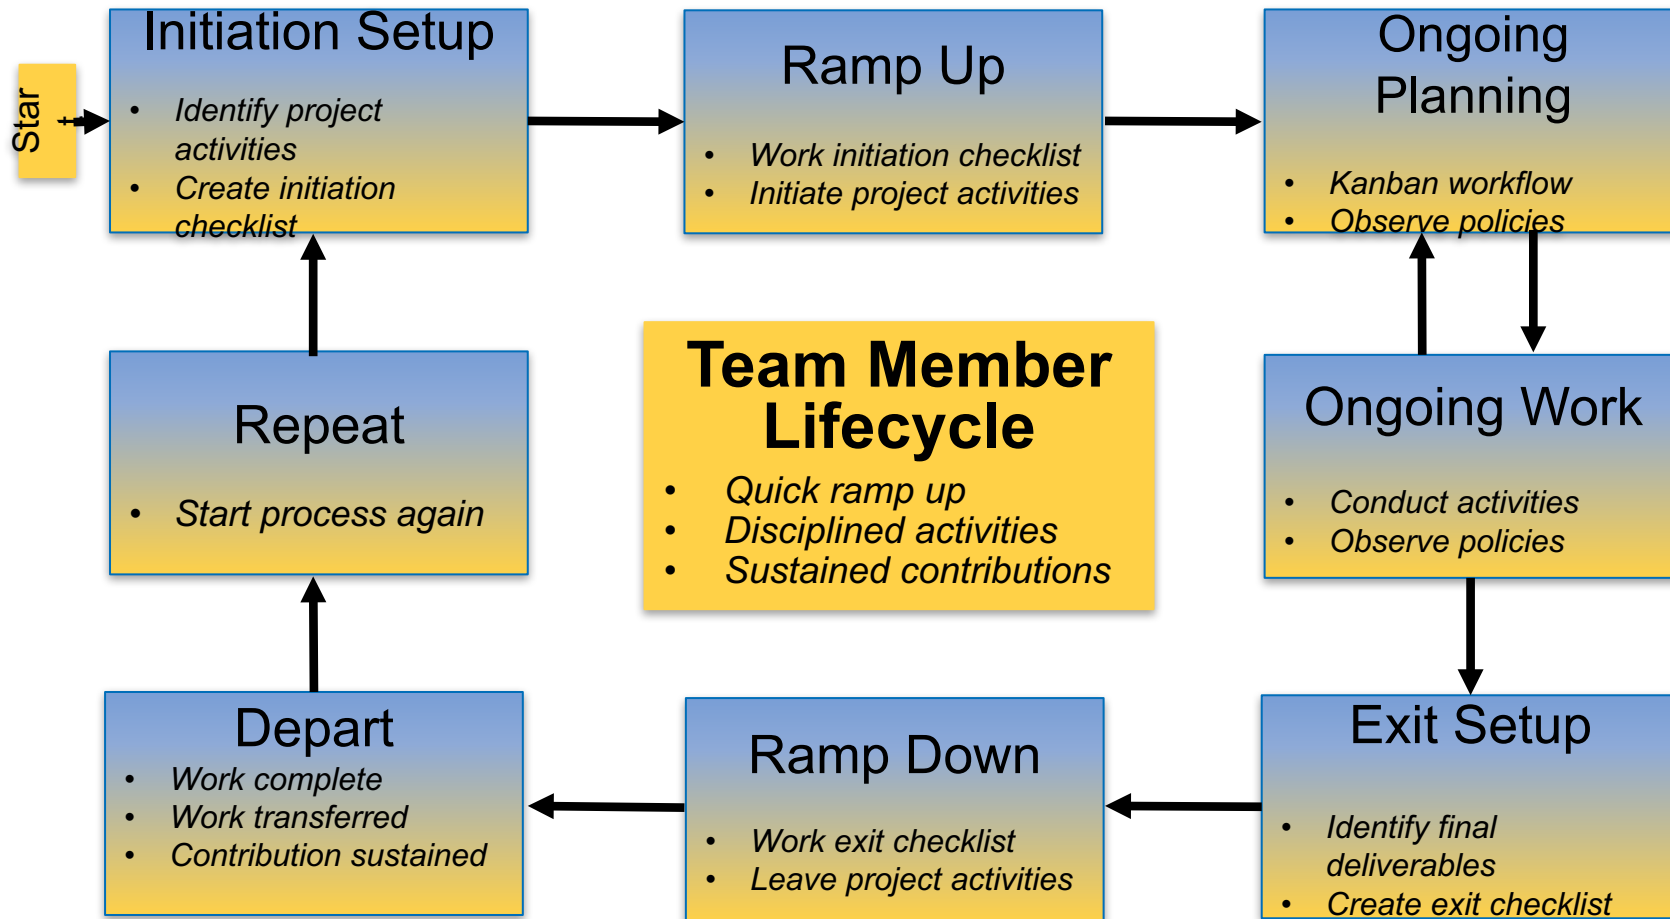 Start
Initiation Setup
• Identify project
activities
• Create initiation
checklist
Ramp Up
• Work initiation checklist
• Initiate project activities
Ongoing
Planning
• Kanban workflow
• Observe policies
Repeat
• Start process again
Team Member
Lifecycle
• Quick ramp up
• Disciplined activities
• Sustained contributions
Ongoing Work
• Conduct activities
• Observe policies
Depart
• Work complete
• Work transferred
• Contribution sustained
Ramp Down
• Work exit checklist
• Leave project activities
Exit Setup
• Identify final
deliverables
• Create exit checklist